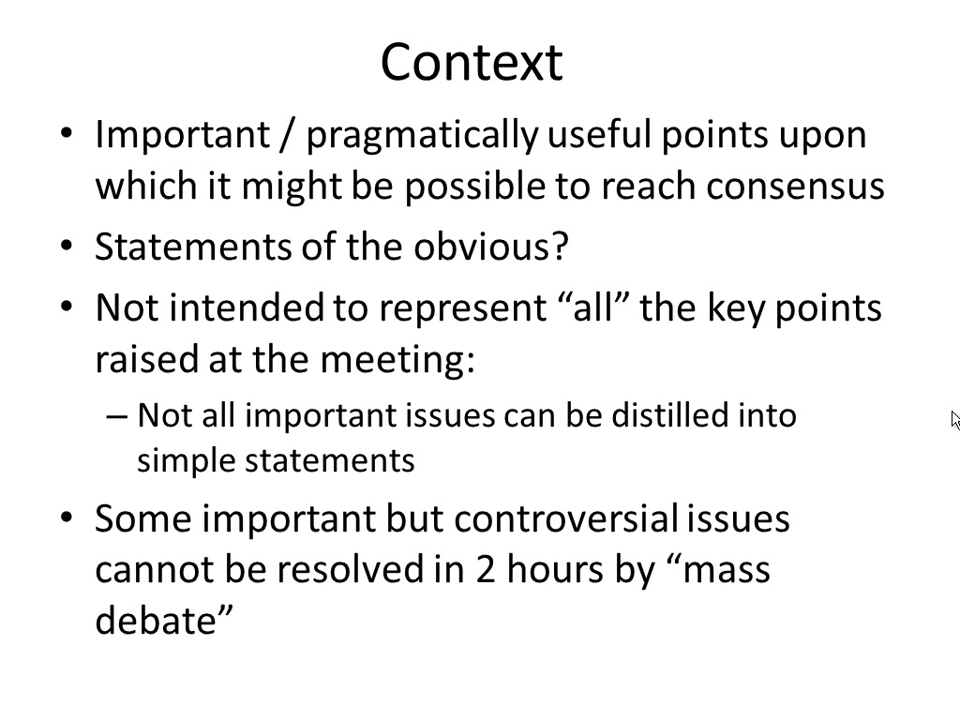 Context
• Important / pragmatically useful points upon
which it might be possible to reach consensus
• Statements of the obvious?
• Not intended to represent “all” the key points
raised at the meeting:
– Not all important issues can be distilled into
simple statements
• Some important but controversial issues
cannot be resolved in 2 hours by “mass
debate”